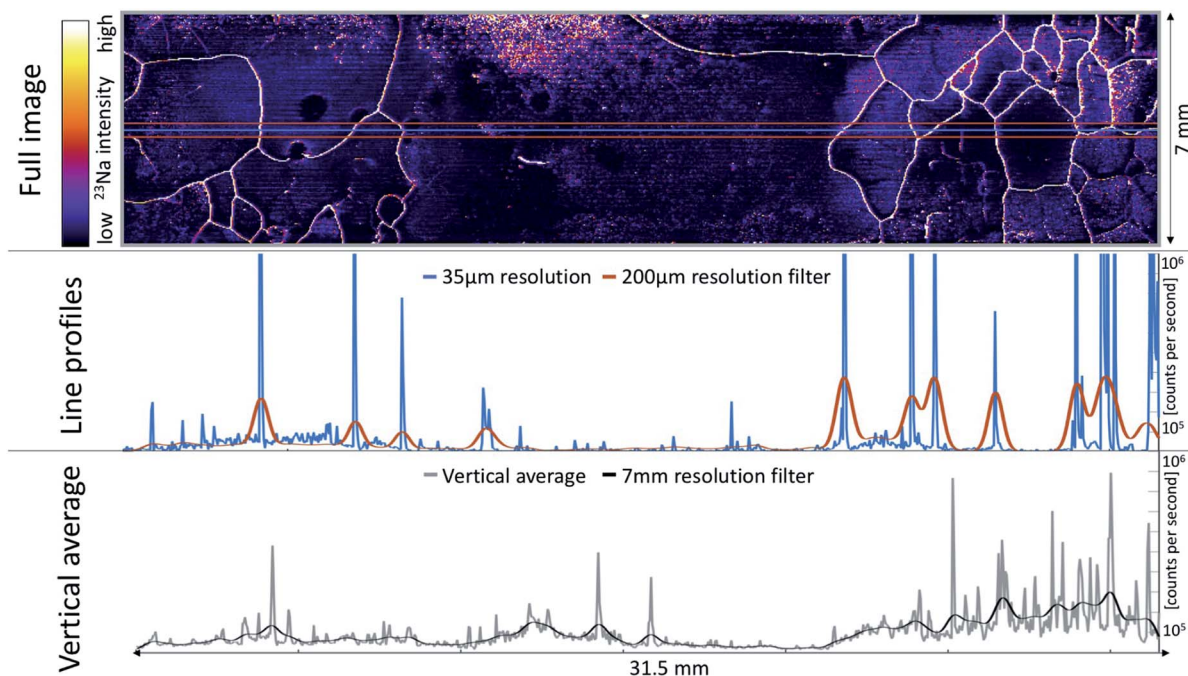 Full image
low ²³Na intensity high
7 mm
Line profiles
35µm resolution 200µm resolution filter
10⁶
[counts per second]
10⁵
Vertical average
Vertical average 7mm resolution filter
10⁶
[counts per second]
10⁵
31.5 mm